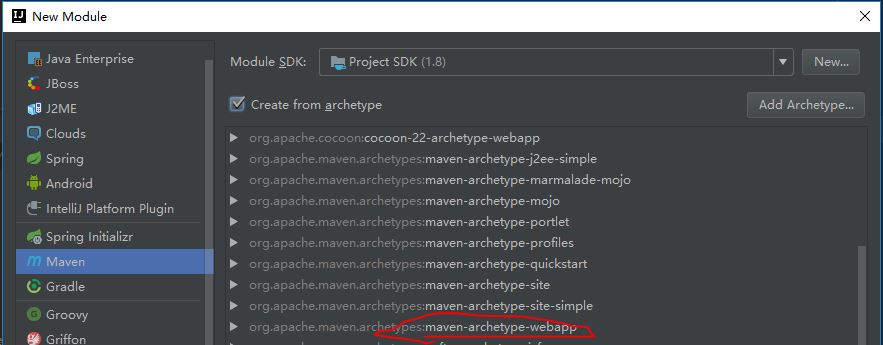 New Module
Java Enterprise
JBoss
J2ME
Clouds
Spring
Android
IntelliJ Platform Plugin
Spring Initializr
Maven
Gradle
Groovy
Griffon
Module SDK: Project SDK (1.8) New...
Create from archetype Add Archetype...
org.apache.cocoon:cocoon-22-archetype-webapp
org.apache.maven.archetypes:maven-archetype-j2ee-simple
org.apache.maven.archetypes:maven-archetype-marmalade-mojo
org.apache.maven.archetypes:maven-archetype-mojo
org.apache.maven.archetypes:maven-archetype-portlet
org.apache.maven.archetypes:maven-archetype-profiles
org.apache.maven.archetypes:maven-archetype-quickstart
org.apache.maven.archetypes:maven-archetype-site
org.apache.maven.archetypes:maven-archetype-site-simple
org.apache.maven.archetypes:maven-archetype-webapp